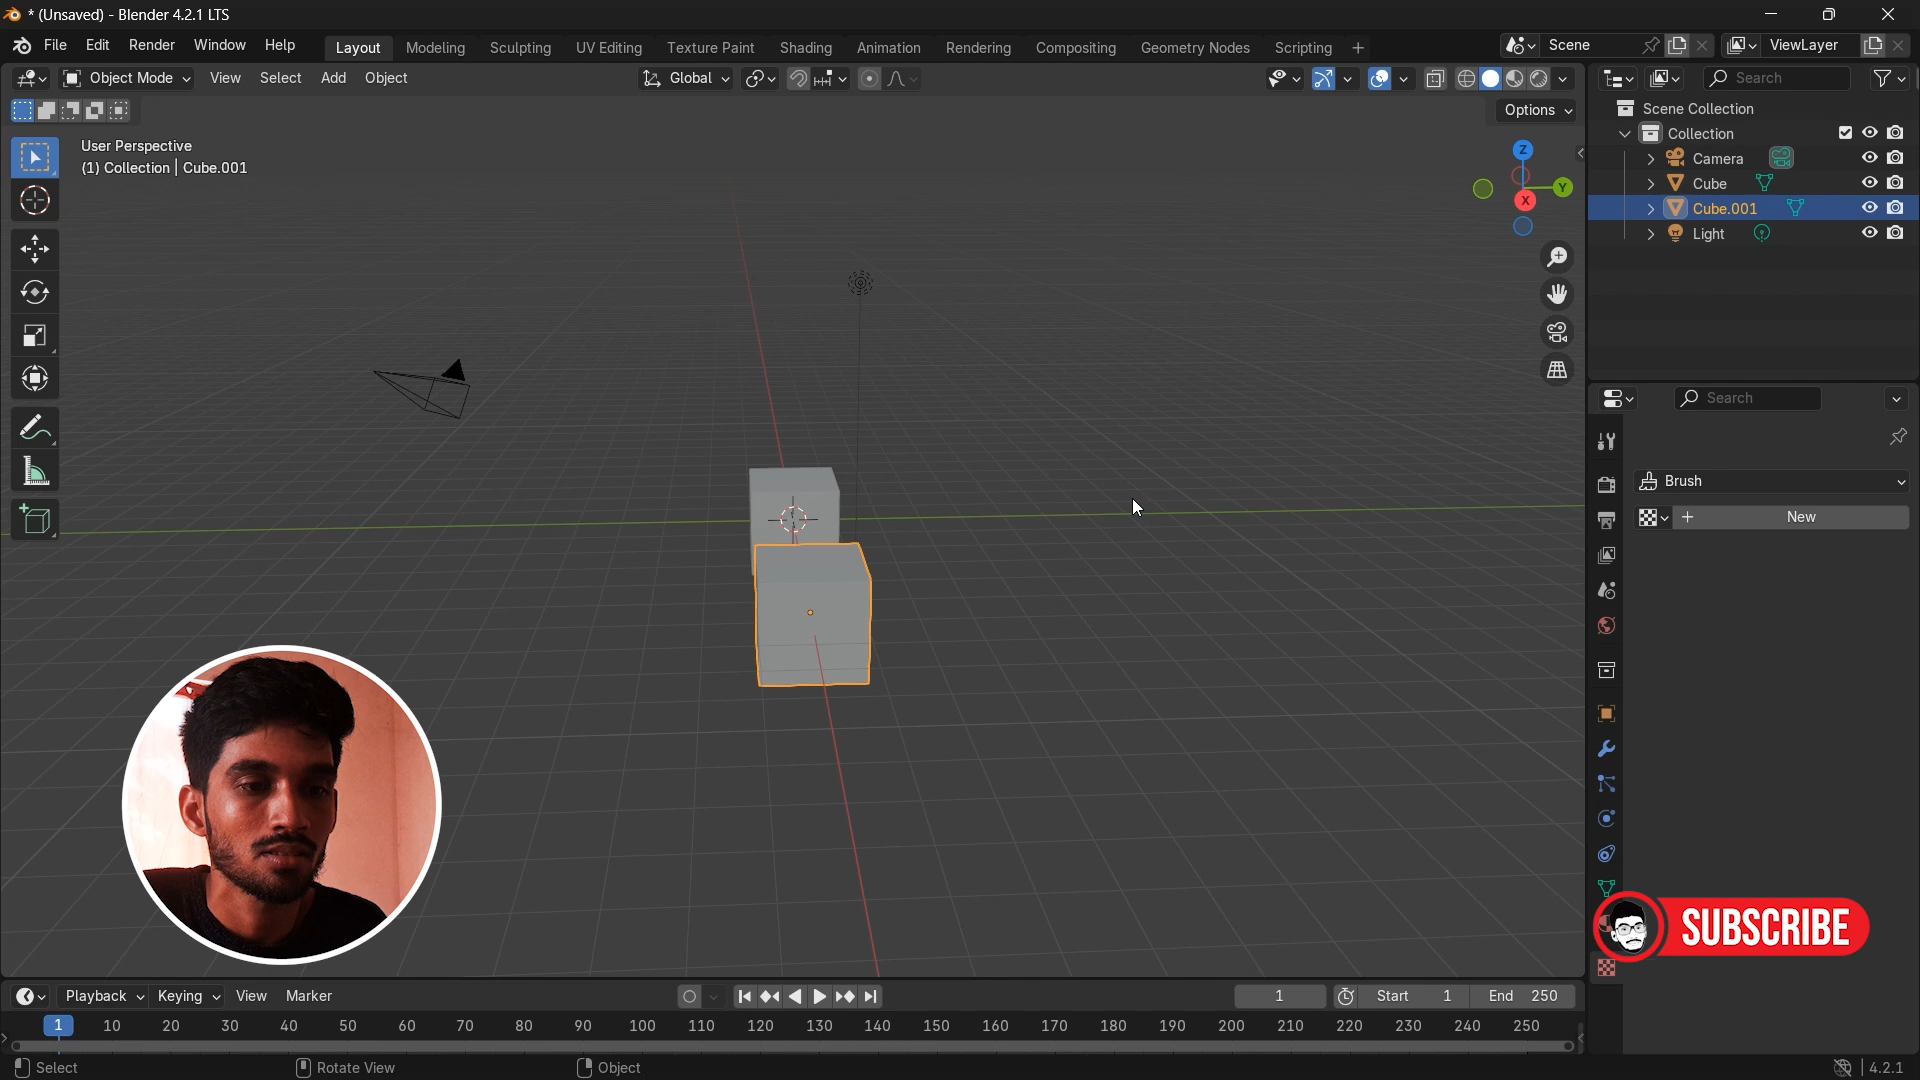 * (Unsaved) - Blender 4.2.1 LTS
File Edit Render Window Help Layout Modeling Sculpting UV Editing Texture Paint Shading Animation Rendering Compositing Geometry Nodes Scripting + Scene ViewLayer
Object Mode View Select Add Object Global Search
Options
User Perspective
(1) Collection | Cube.001
Z
Y
X
Scene Collection
Collection
Camera
Cube
Cube.001
Light
Search
Brush
+ New
SUBSCRIBE
Playback Keying View Marker 1 Start 1 End 250
1 10 20 30 40 50 60 70 80 90 100 110 120 130 140 150 160 170 180 190 200 210 220 230 240 250
Select Rotate View Object 4.2.1